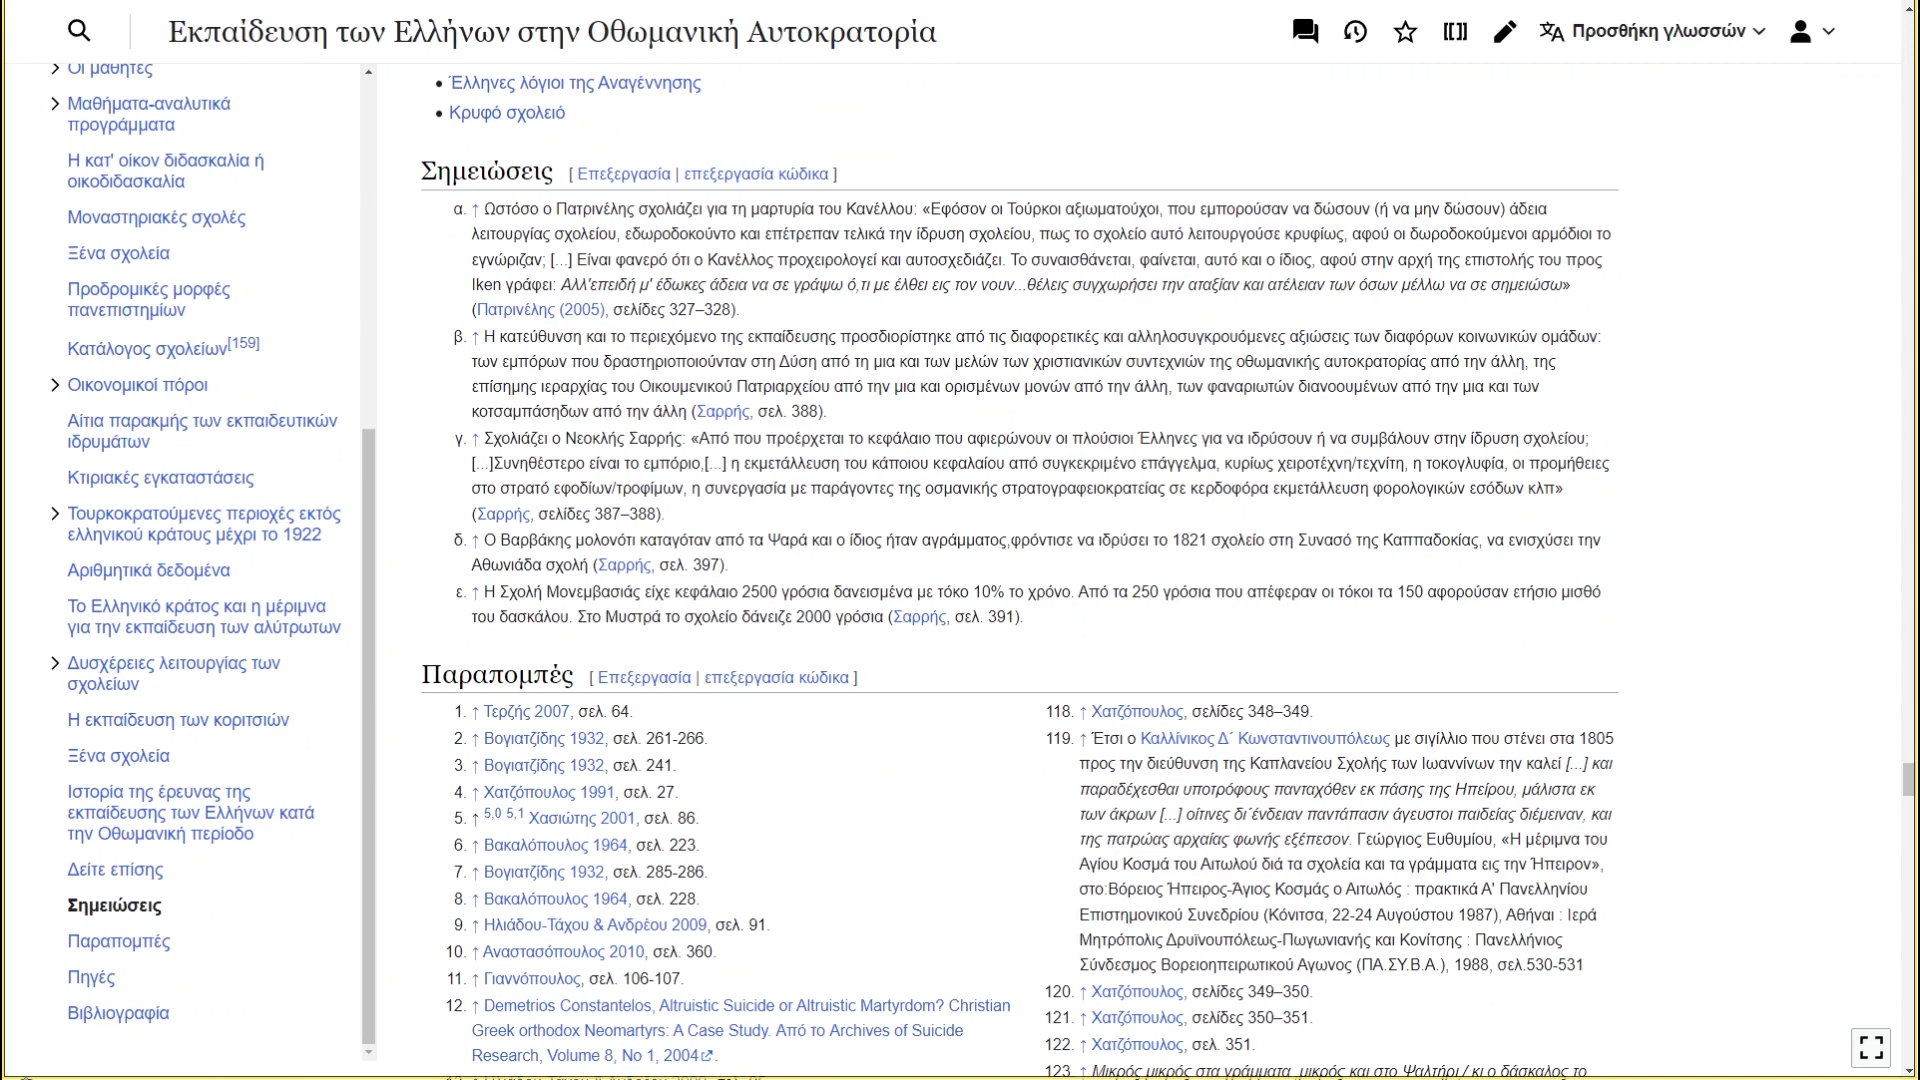 Εκπαίδευση των Ελλήνων στην Οθωμανική Αυτοκρατορία
Προσθήκη γλωσσών
Οι μαθητές
Μαθήματα-αναλυτικά
προγράμματα
Η κατ' οίκον διδασκαλία ή
οικοδιδασκαλία
Μοναστηριακές σχολές
Ξένα σχολεία
Προδρομικές μορφές
πανεπιστημίων
Κατάλογος σχολείων[159]
Οικονομικοί πόροι
Αίτια παρακμής των εκπαιδευτικών
ιδρυμάτων
Κτιριακές εγκαταστάσεις
Τουρκοκρατούμενες περιοχές εκτός
ελληνικού κράτους μέχρι το 1922
Αριθμητικά δεδομένα
Το Ελληνικό κράτος και η μέριμνα
για την εκπαίδευση των αλύτρωτων
Δυσχέρειες λειτουργίας των
σχολείων
Η εκπαίδευση των κοριτσιών
Ξένα σχολεία
Ιστορία της έρευνας της
εκπαίδευσης των Ελλήνων κατά
την Οθωμανική περίοδο
Δείτε επίσης
Σημειώσεις
Παραπομπές
Πηγές
Βιβλιογραφία
• Έλληνες λόγιοι της Αναγέννησης
• Κρυφό σχολειό
Σημειώσεις [ Επεξεργασία | επεξεργασία κώδικα ]
α. ↑ Ωστόσο ο Πατρινέλης σχολιάζει για τη μαρτυρία του Κανέλλου: «Εφόσον οι Τούρκοι αξιωματούχοι, που εμπορούσαν να δώσουν (ή να μην δώσουν) άδεια
λειτουργίας σχολείου, εδωροδοκούντο και επέτρεπαν τελικά την ίδρυση σχολείου, πως το σχολείο αυτό λειτουργούσε κρυφίως, αφού οι δωροδοκούμενοι αρμόδιοι το
εγνώριζαν; [...] Είναι φανερό ότι ο Κανέλλος προχειρολογεί και αυτοσχεδιάζει. Το συναισθάνεται, φαίνεται, αυτό και ο ίδιος, αφού στην αρχή της επιστολής του προς
Iken γράφει: Αλλ'επειδή μ' έδωκες άδεια να σε γράψω ό,τι με έλθει εις τον νουν...θέλεις συγχωρήσει την αταξίαν και ατέλειαν των όσων μέλλω να σε σημειώσω»
(Πατρινέλης (2005), σελίδες 327–328).
β. ↑ Η κατεύθυνση και το περιεχόμενο της εκπαίδευσης προσδιορίστηκε από τις διαφορετικές και αλληλοσυγκρουόμενες αξιώσεις των διαφόρων κοινωνικών ομάδων:
των εμπόρων που δραστηριοποιούνταν στη Δύση από τη μια και των μελών των χριστιανικών συντεχνιών της οθωμανικής αυτοκρατορίας από την άλλη, της
επίσημης ιεραρχίας του Οικουμενικού Πατριαρχείου από την μια και ορισμένων μονών από την άλλη, των φαναριωτών διανοουμένων από την μια και των
κοτσαμπάσηδων από την άλλη (Σαρρής, σελ. 388).
γ. ↑ Σχολιάζει ο Νεοκλής Σαρρής: «Από που προέρχεται το κεφάλαιο που αφιερώνουν οι πλούσιοι Έλληνες για να ιδρύσουν ή να συμβάλουν στην ίδρυση σχολείου;
[...]Συνηθέστερο είναι το εμπόριο,[...] η εκμετάλλευση του κάποιου κεφαλαίου από συγκεκριμένο επάγγελμα, κυρίως χειροτέχνη/τεχνίτη, η τοκογλυφία, οι προμήθειες
στο στρατό εφοδίων/τροφίμων, η συνεργασία με παράγοντες της οσμανικής στρατογραφειοκρατείας σε κερδοφόρα εκμετάλλευση φορολογικών εσόδων κλπ»
(Σαρρής, σελίδες 387–388).
δ. ↑ Ο Βαρβάκης μολονότι καταγόταν από τα Ψαρά και ο ίδιος ήταν αγράμματος,φρόντισε να ιδρύσει το 1821 σχολείο στη Συνασό της Καππαδοκίας, να ενισχύσει την
Αθωνιάδα σχολή (Σαρρής, σελ. 397).
ε. ↑ Η Σχολή Μονεμβασιάς είχε κεφάλαιο 2500 γρόσια δανεισμένα με τόκο 10% το χρόνο. Από τα 250 γρόσια που απέφεραν οι τόκοι τα 150 αφορούσαν ετήσιο μισθό
του δασκάλου. Στο Μυστρά το σχολείο δάνειζε 2000 γρόσια (Σαρρής, σελ. 391).
Παραπομπές [ Επεξεργασία | επεξεργασία κώδικα ]
1. ↑ Τερζής 2007, σελ. 64.
2. ↑ Βογιατζίδης 1932, σελ. 261-266.
3. ↑ Βογιατζίδης 1932, σελ. 241.
4. ↑ Χατζόπουλος 1991, σελ. 27.
5. ↑ 5,0 5,1 Χασιώτης 2001, σελ. 86.
6. ↑ Βακαλόπουλος 1964, σελ. 223.
7. ↑ Βογιατζίδης 1932, σελ. 285-286.
8. ↑ Βακαλόπουλος 1964, σελ. 228.
9. ↑ Ηλιάδου-Τάχου & Ανδρέου 2009, σελ. 91.
10. ↑ Αναστασόπουλος 2010, σελ. 360.
11. ↑ Γιαννόπουλος, σελ. 106-107.
12. ↑ Demetrios Constantelos, Altruistic Suicide or Altruistic Martyrdom? Christian
Greek orthodox Neomartyrs: A Case Study. Από το Archives of Suicide
Research, Volume 8, No 1, 2004.
118. ↑ Χατζόπουλος, σελίδες 348–349.
119. ↑ Έτσι ο Καλλίνικος Δ΄ Κωνσταντινουπόλεως με σιγίλλιο που στένει στα 1805
προς την διεύθυνση της Καπλανείου Σχολής των Ιωαννίνων την καλεί [...] και
παραδέχεσθαι υποτρόφους πανταχόθεν εκ πάσης της Ηπείρου, μάλιστα εκ
των άκρων [...] οίτινες δι΄ένδειαν παντάπασιν άγευστοι παιδείας διέμειναν, και
της πατρώας αρχαίας φωνής εξέπεσον. Γεώργιος Ευθυμίου, «Η μέριμνα του
Αγίου Κοσμά του Αιτωλού διά τα σχολεία και τα γράμματα εις την Ήπειρον»,
στο:Βόρειος Ήπειρος-Άγιος Κοσμάς ο Αιτωλός : πρακτικά Α' Πανελληνίου
Επιστημονικού Συνεδρίου (Κόνιτσα, 22-24 Αυγούστου 1987), Αθήναι : Ιερά
Μητρόπολις Δρυϊνουπόλεως-Πωγωνιανής και Κονίτσης : Πανελλήνιος
Σύνδεσμος Βορειοηπειρωτικού Αγωνος (ΠΑ.ΣΥ.Β.Α.), 1988, σελ.530-531
120. ↑ Χατζόπουλος, σελίδες 349–350.
121. ↑ Χατζόπουλος, σελίδες 350–351.
122. ↑ Χατζόπουλος, σελ. 351.
123. ↑ Μικρός μικρός στα γράμματα, μικρός και στο Ψαλτήρι / κι ο δάσκαλος το